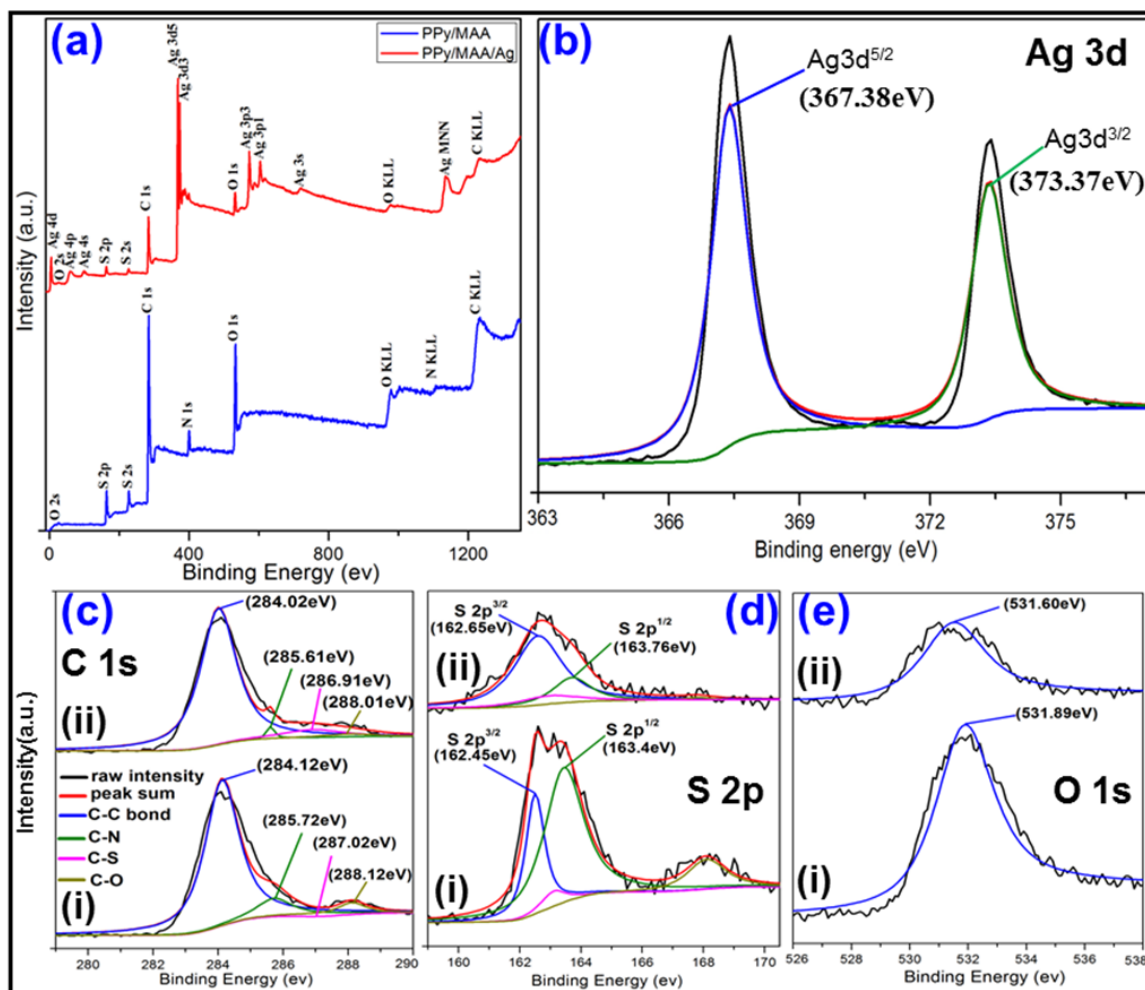 (a)
PPy/MAA
PPy/MAA/Ag
Ag 3d5
Ag 3d3
Ag 3p3
Ag 3p1
Ag 3s
O 1s
O KLL
Ag MNN
C KLL
Ag 4d
O 2s
Ag 4p
Ag 4s
S 2p
S 2s
C 1s
C 1s
O 1s
N 1s
S 2p
S 2s
O 2s
O KLL
N KLL
C KLL
Intensity (a.u.)
0 400 800 1200
Binding Energy (ev)
(b)
Ag 3d
Ag3d5/2
(367.38eV)
Ag3d3/2
(373.37eV)
363 366 369 372 375
Binding energy (eV)
(c)
C 1s
(284.02eV)
(285.61eV)
(286.91eV)
(288.01eV)
(ii)
raw intensity
peak sum
C-C bond
C-N
C-S
C-O
(284.12eV)
(285.72eV)
(287.02eV)
(288.12eV)
(i)
Intensity(a.u.)
280 282 284 286 288 290
Binding Energy (ev)
(d)
S 2p3/2
(162.65eV)
S 2p1/2
(163.76eV)
(ii)
S 2p3/2
(162.45eV)
S 2p1/2
(163.4eV)
S 2p
(i)
160 162 164 166 168 170
Binding Energy (ev)
(e)
(531.60eV)
(ii)
(531.89eV)
O 1s
(i)
526 528 530 532 534 536 538
Binding Energy (ev)